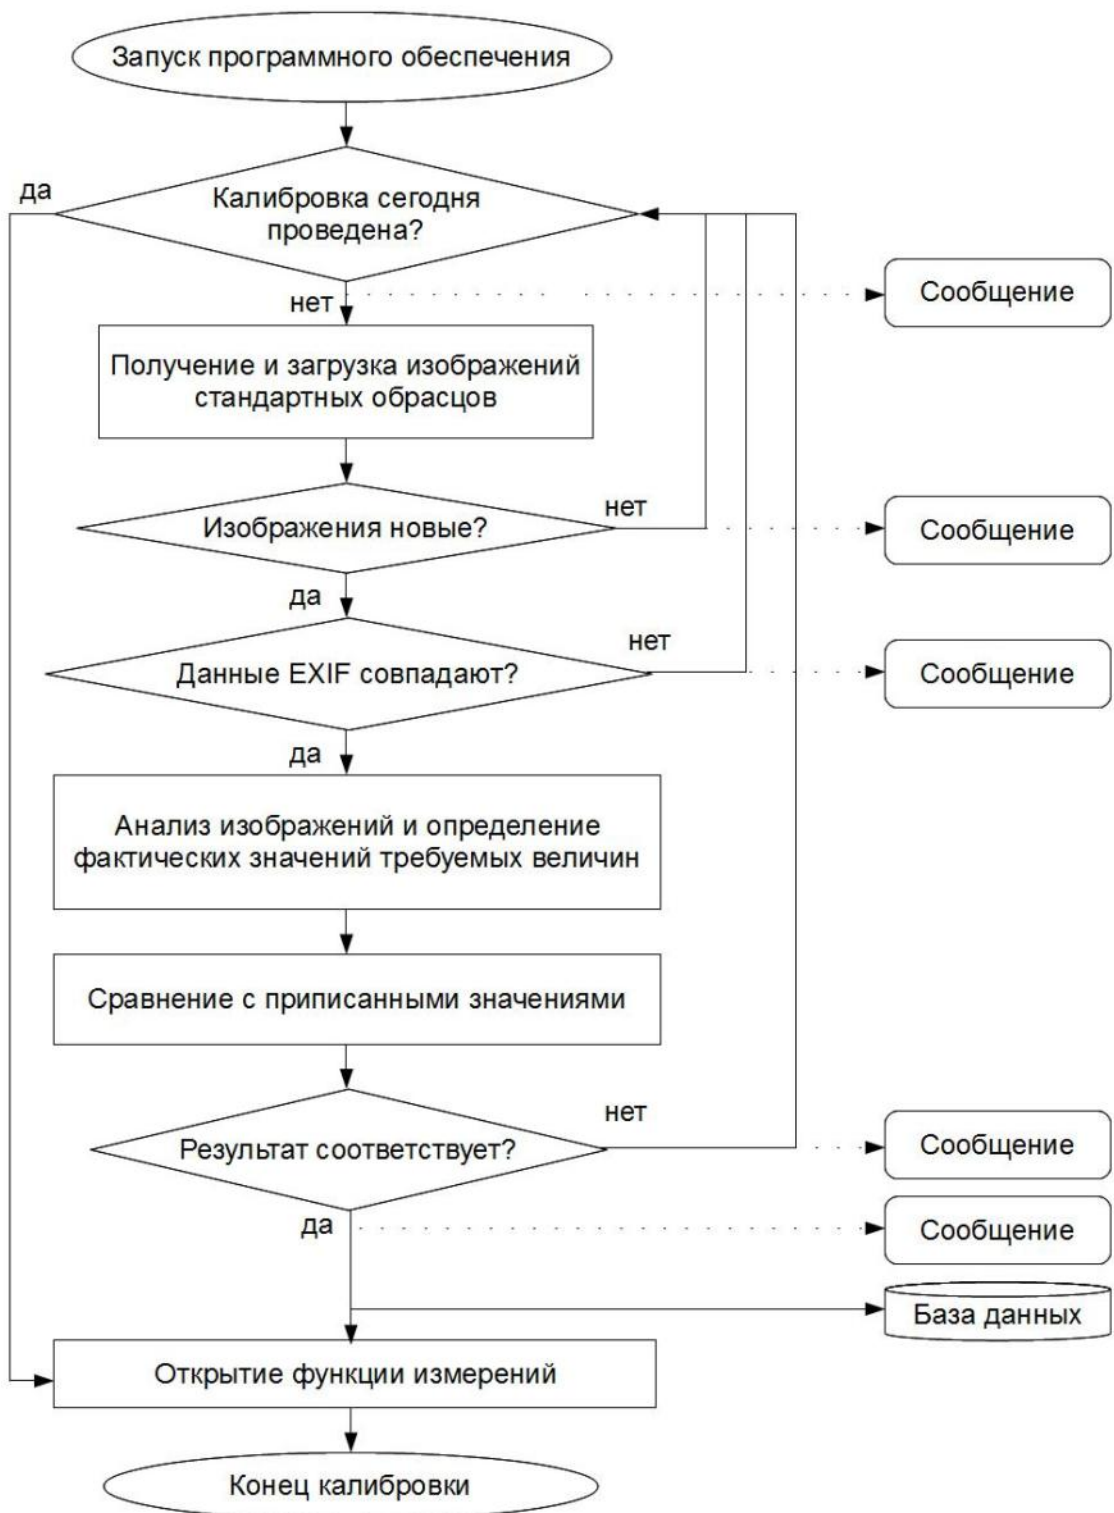 Запуск программного обеспечения
да
Калибровка сегодня
проведена?
нет
Сообщение
Получение и загрузка изображений
стандартных обрасцов
Изображения новые?
нет
Сообщение
да
Данные EXIF совпадают?
нет
Сообщение
да
Анализ изображений и определение
фактических значений требуемых величин
Сравнение с приписанными значениями
Результат соответствует?
нет
Сообщение
да
Сообщение
База данных
Открытие функции измерений
Конец калибровки